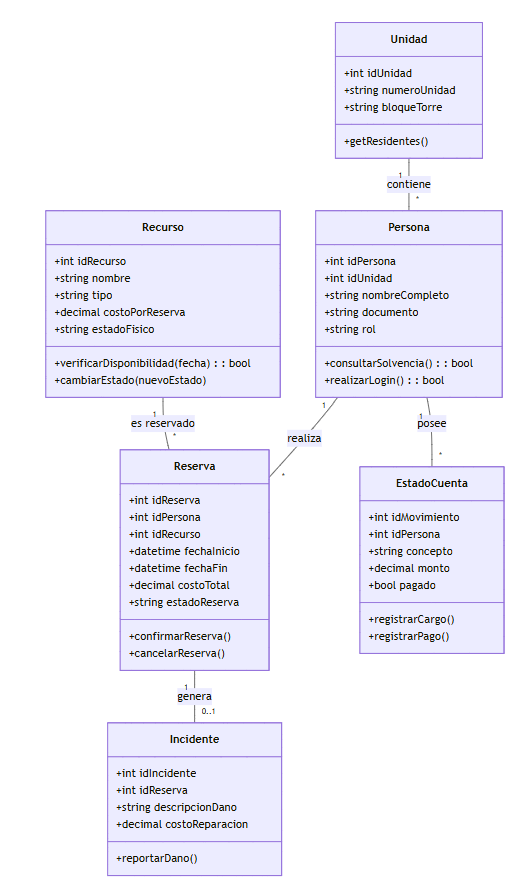 Unidad
+int idUnidad
+string numeroUnidad
+string bloqueTorre
+getResidentes()
1
contiene
*
Recurso
+int idRecurso
+string nombre
+string tipo
+decimal costoPorReserva
+string estadoFisico
+verificarDisponibilidad(fecha) : : bool
+cambiarEstado(nuevoEstado)
Persona
+int idPersona
+int idUnidad
+string nombreCompleto
+string documento
+string rol
+consultarSolvencia() : : bool
+realizarLogin() : : bool
1
es reservado
*
1
realiza
*
1
posee
*
Reserva
+int idReserva
+int idPersona
+int idRecurso
+datetime fechaInicio
+datetime fechaFin
+decimal costoTotal
+string estadoReserva
+confirmarReserva()
+cancelarReserva()
EstadoCuenta
+int idMovimiento
+int idPersona
+string concepto
+decimal monto
+bool pagado
+registrarCargo()
+registrarPago()
1
genera
0..1
Incidente
+int idIncidente
+int idReserva
+string descripcionDano
+decimal costoReparacion
+reportarDano()